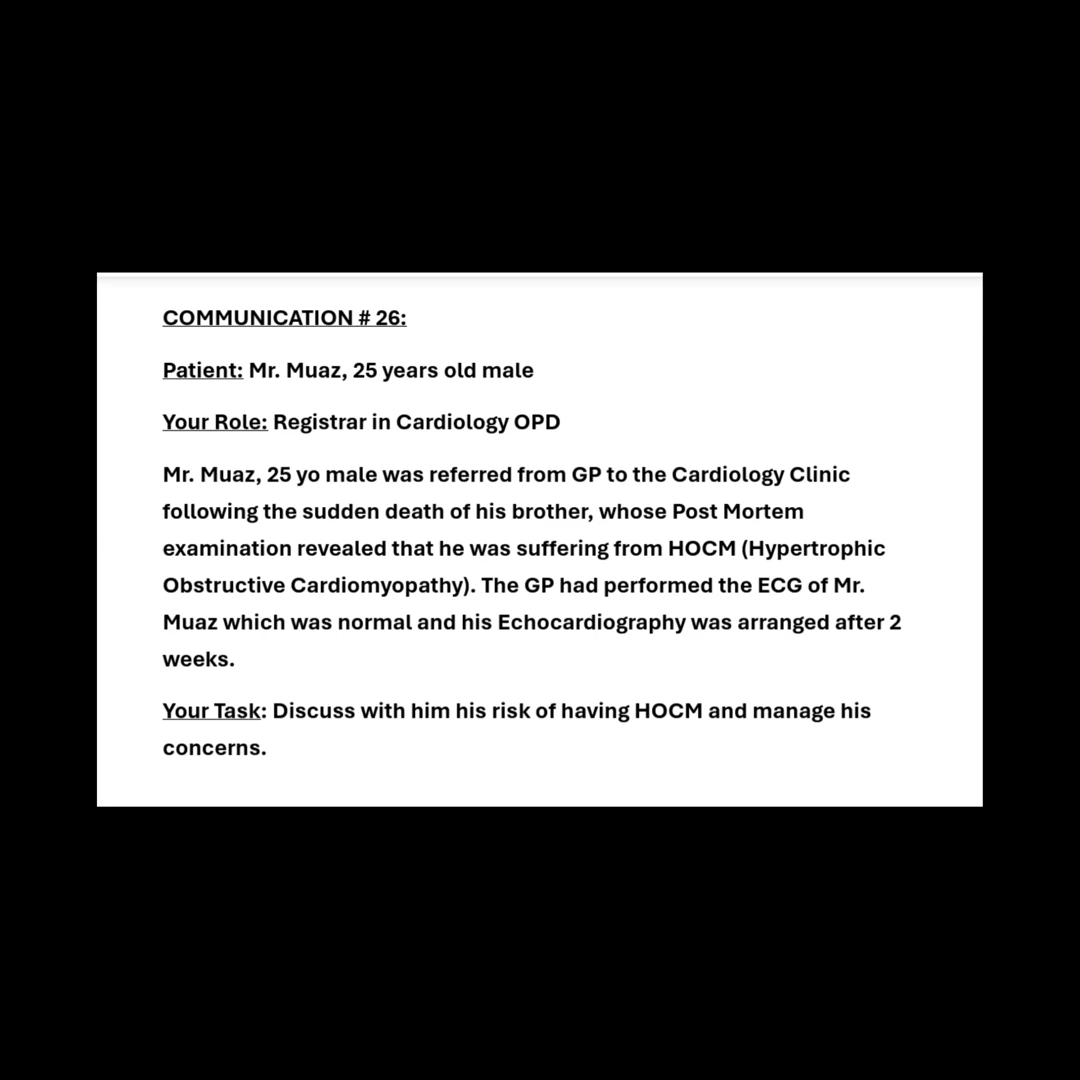 COMMUNICATION # 26:
Patient: Mr. Muaz, 25 years old male
Your Role: Registrar in Cardiology OPD
Mr. Muaz, 25 yo male was referred from GP to the Cardiology Clinic
following the sudden death of his brother, whose Post Mortem
examination revealed that he was suffering from HOCM (Hypertrophic
Obstructive Cardiomyopathy). The GP had performed the ECG of Mr.
Muaz which was normal and his Echocardiography was arranged after 2
weeks.
Your Task: Discuss with him his risk of having HOCM and manage his
concerns.